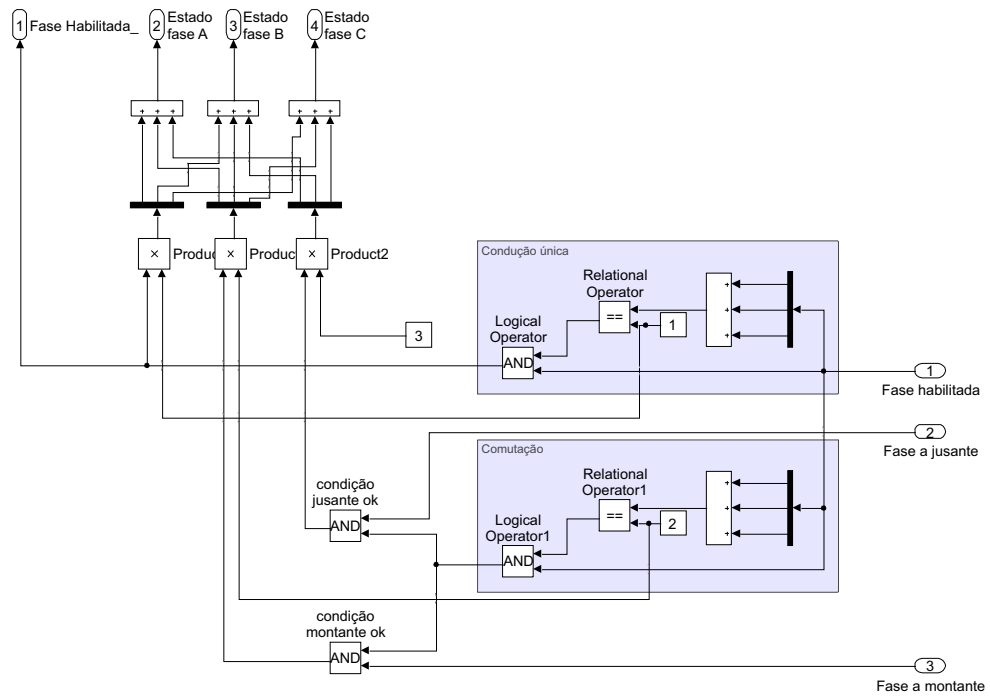 1 Fase Habilitada_
2 Estado
fase A
3 Estado
fase B
4 Estado
fase C
+ + +
+ + +
+ + +
× Produc
× Produc
× Product2
3
Condução única
Relational
Operator
==
1
+
+
+
Logical
Operator
AND
1
Fase habilitada
2
Fase a jusante
Comutação
Relational
Operator1
==
2
+
+
+
Logical
Operator1
AND
condição
jusante ok
AND
condição
montante ok
AND
3
Fase a montante